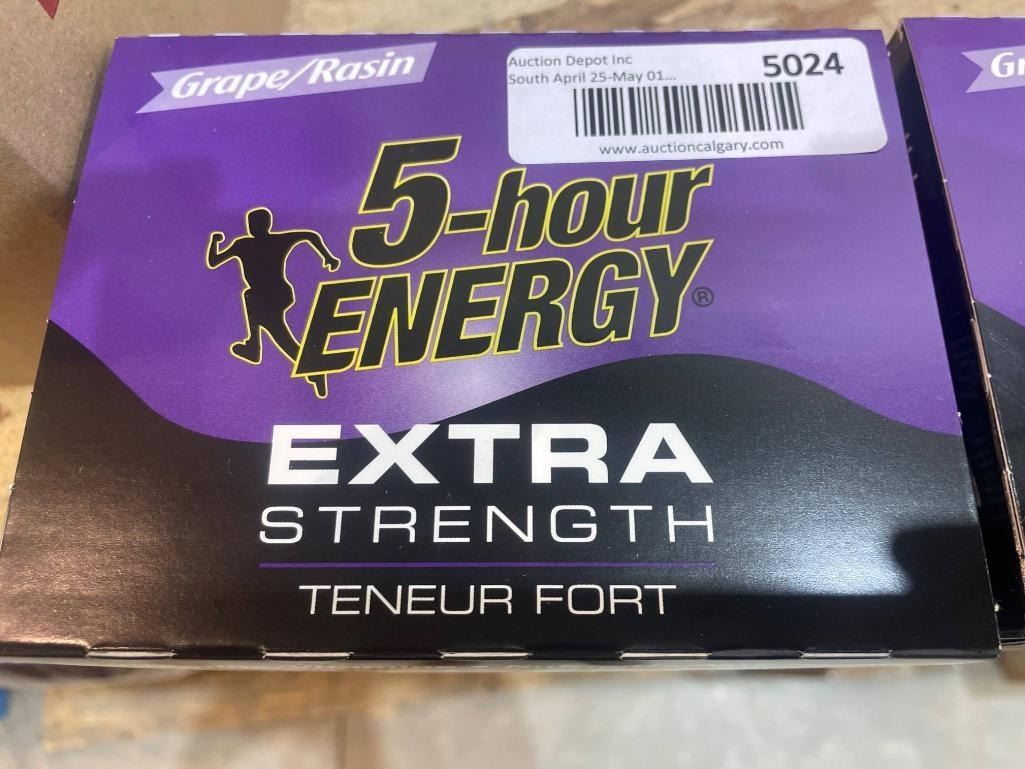 Grape/Rasin
Auction Depot Inc
South April 25-May 01...
5024
www.auctioncalgary.com
5-hour
ENERGY®
EXTRA
STRENGTH
TENEUR FORT
Gr